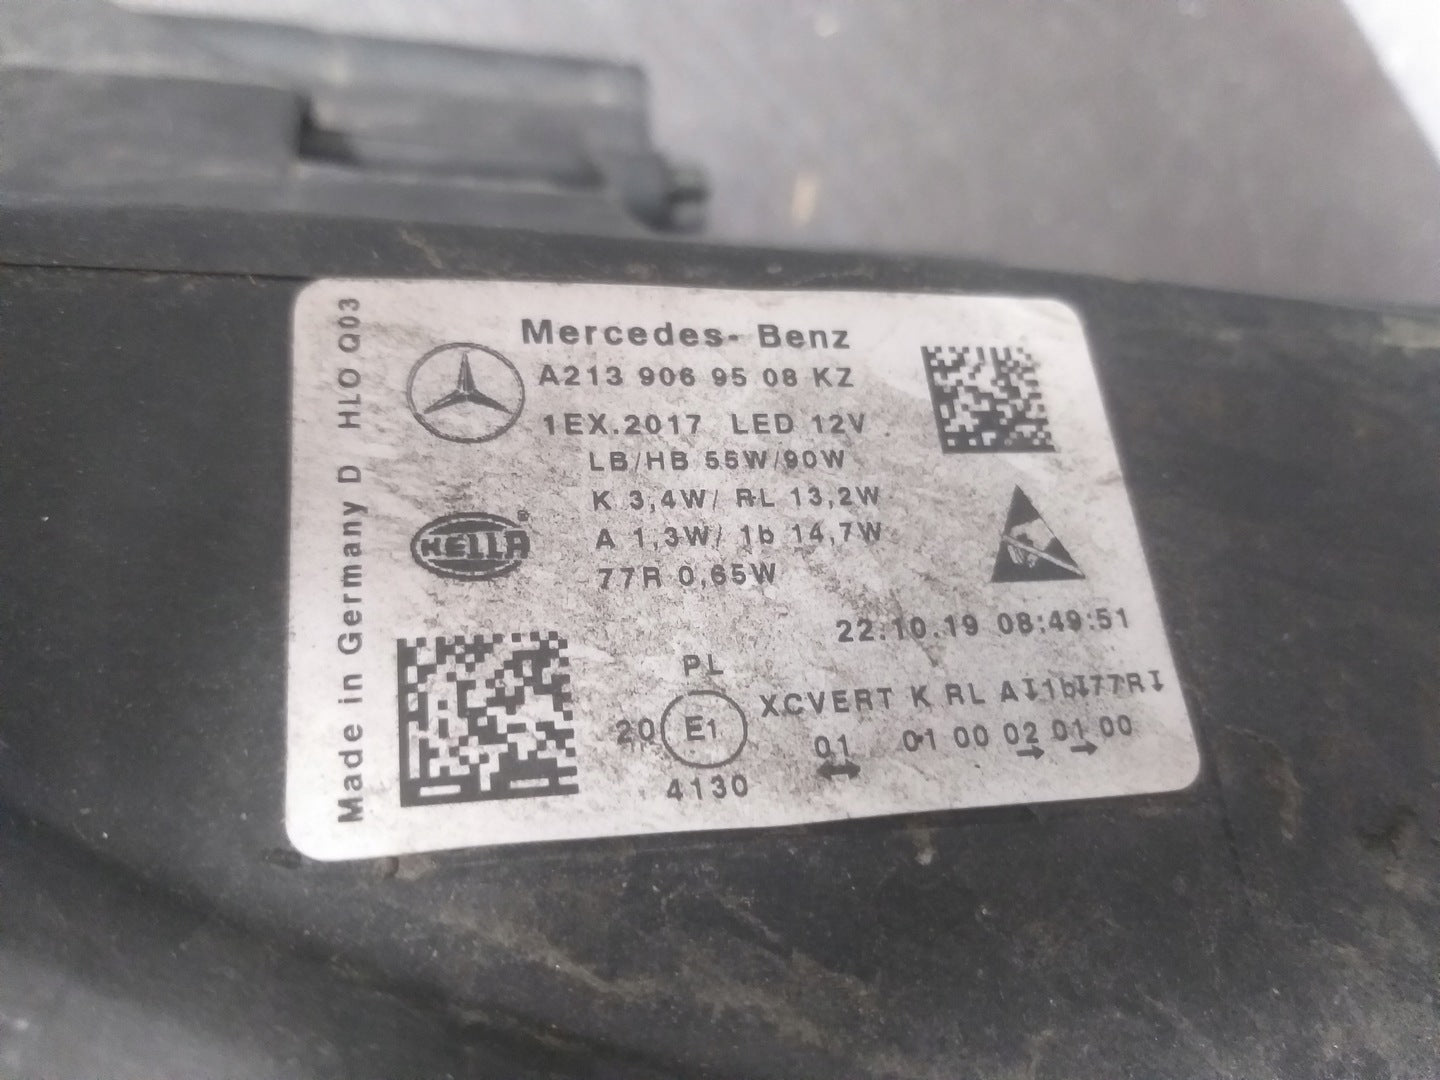 Mercedes-Benz
A213 906 95 08 KZ
1EX.2017 LED 12V
LB/HB 55W/90W
K 3,4W/ RL 13,2W
A 1,3W/ 1b 14,7W
77R 0,65W
HELLA®
22.10.19 08:49:51
PL
20 E1
4130
XCVERT K RL A↧1b↧77R↧
01 01 00 02 01 00
Made in Germany D HLO Q03